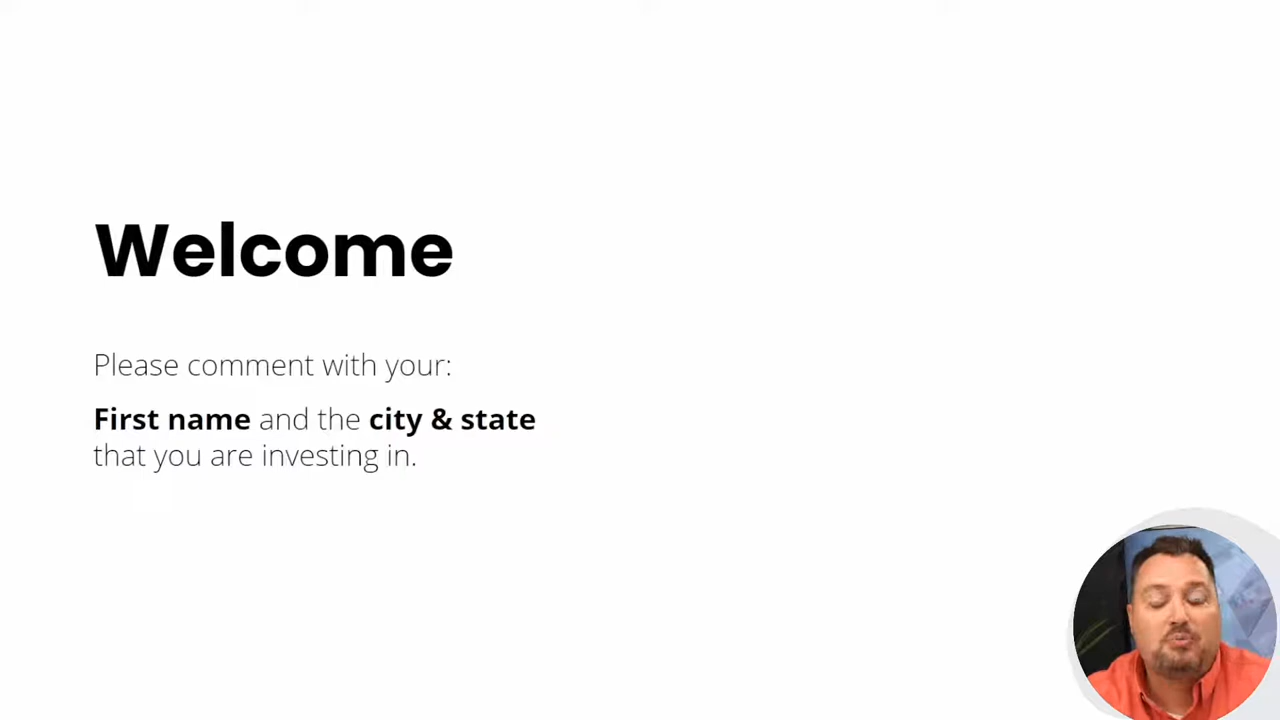 Welcome
Please comment with your:
First name and the city & state
that you are investing in.